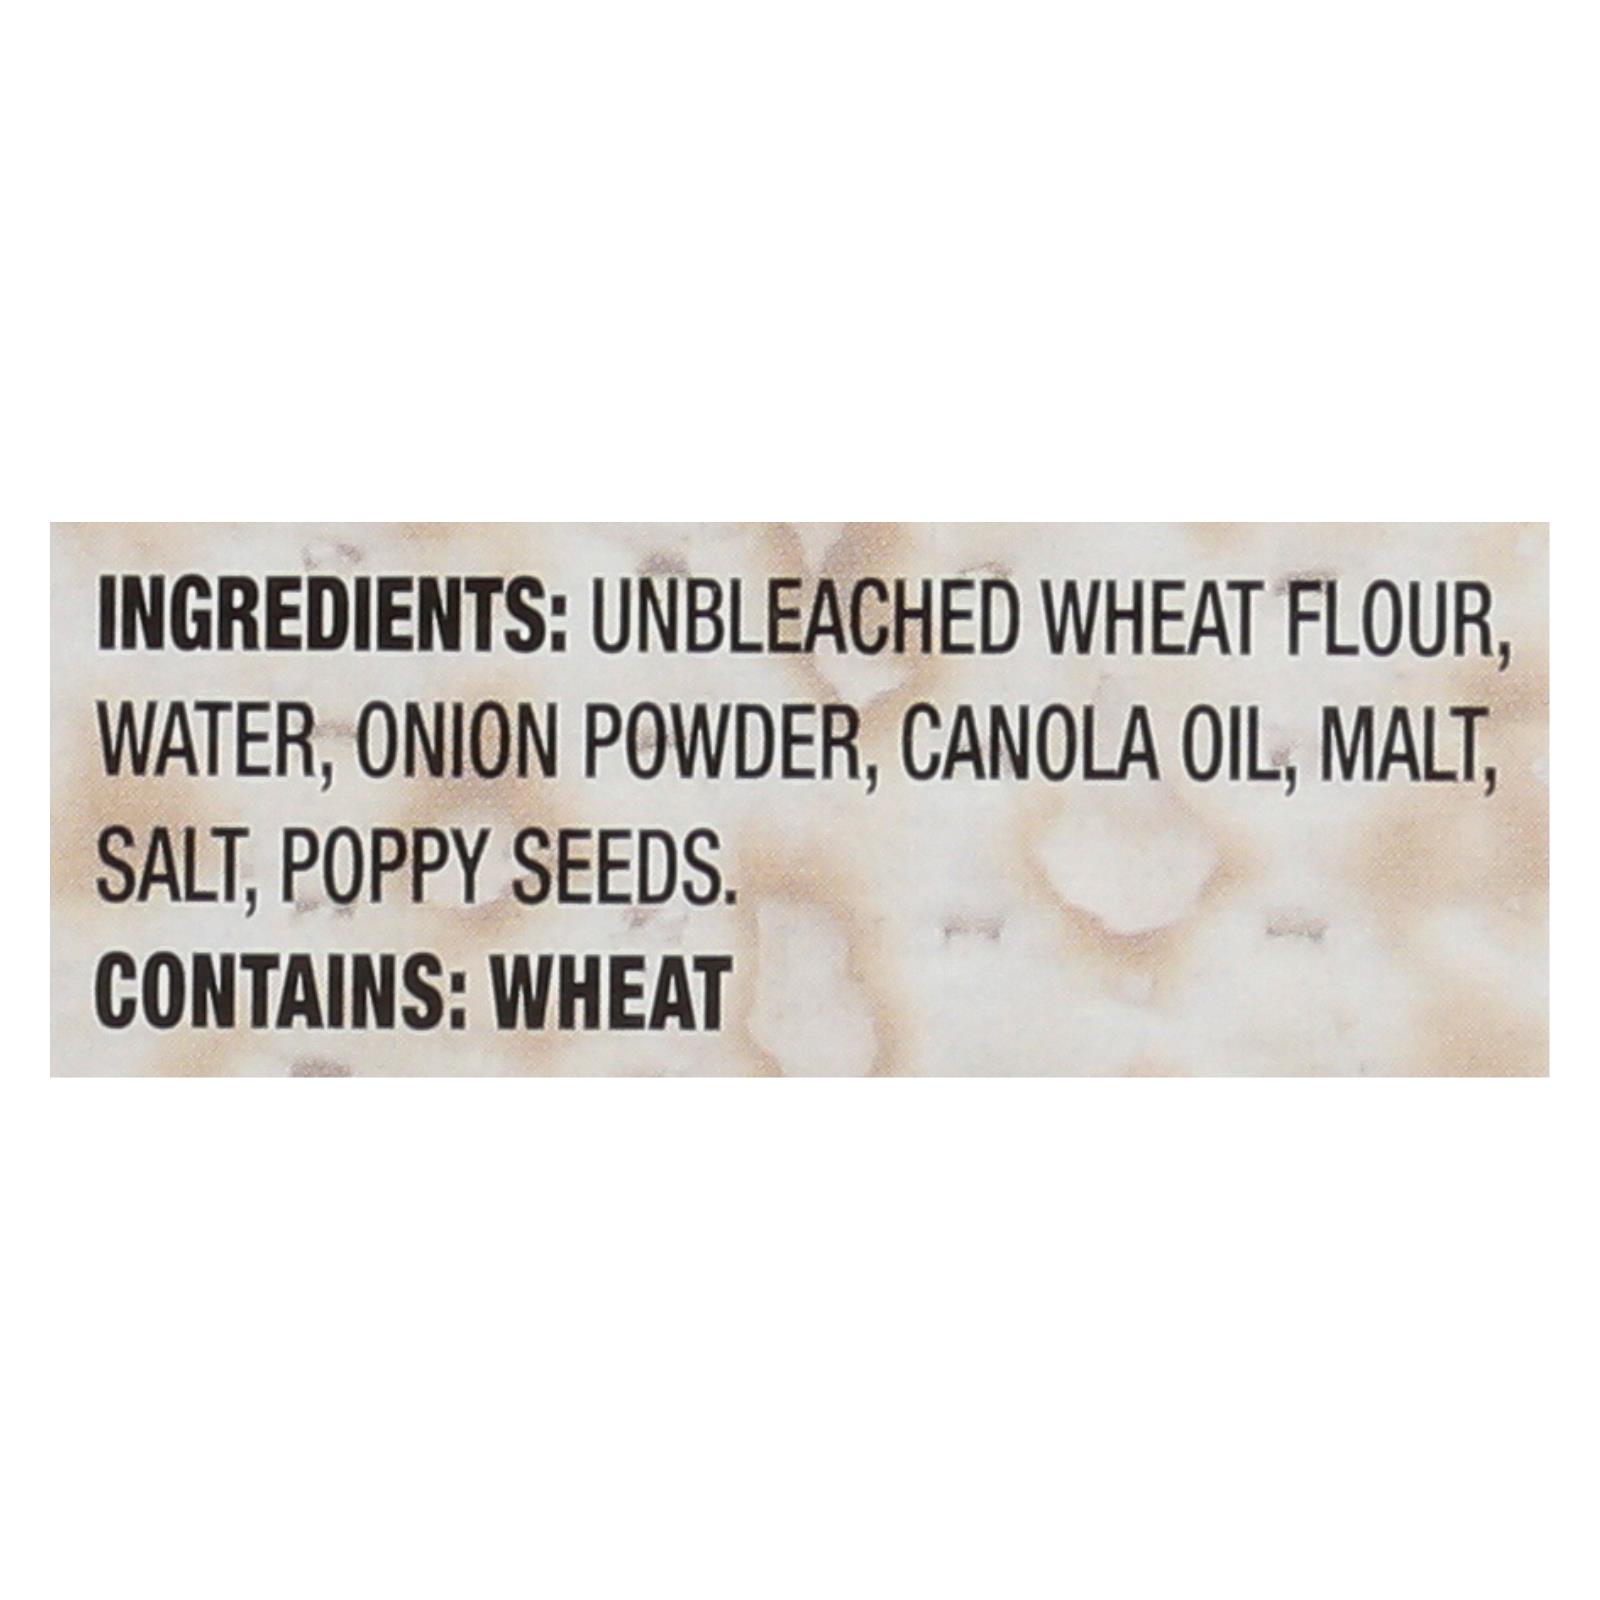 INGREDIENTS: UNBLEACHED WHEAT FLOUR,
WATER, ONION POWDER, CANOLA OIL, MALT,
SALT, POPPY SEEDS.
CONTAINS: WHEAT